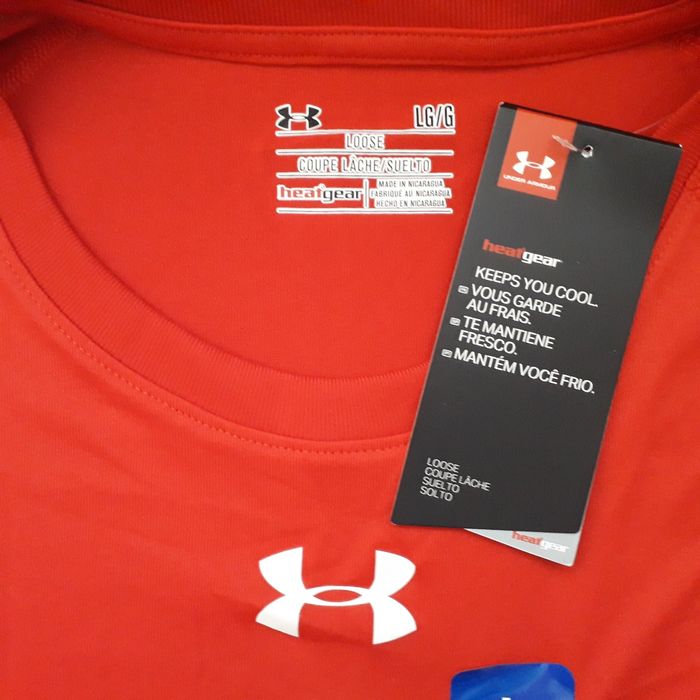 LG/G
LOOSE
COUPE LÂCHE/SUELTO
heatgear
MADE IN NICARAGUA
FABRIQUÉ AU NICARAGUA
HECHO EN NICARAGUA
UNDER ARMOUR
heatgear
KEEPS YOU COOL.
VOUS GARDE
AU FRAIS.
TE MANTIENE
FRESCO.
MANTÉM VOCÊ FRIO.
LOOSE
COUPE LÂCHE
SUELTO
SOLTO
heatgear